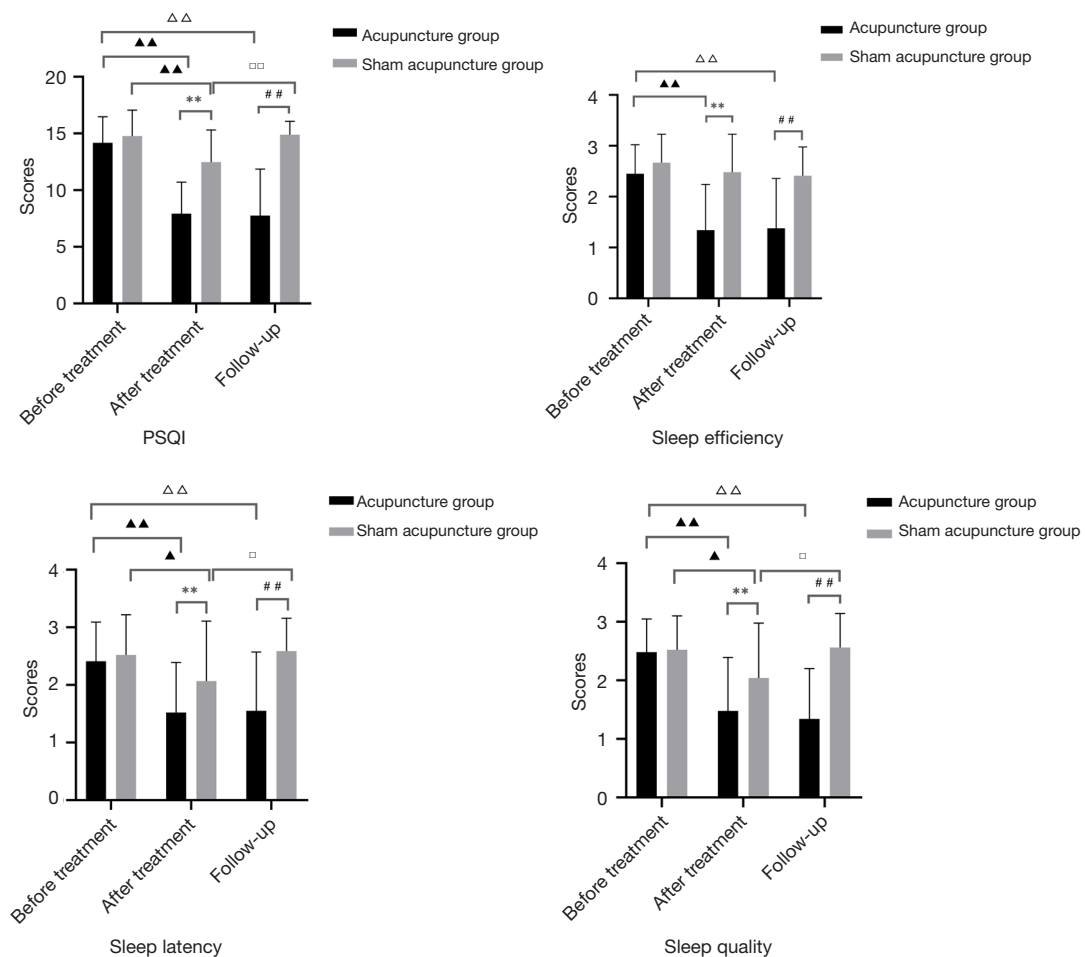 △ △
▲▲
▲▲
□□
**
# #
Acupuncture group
Sham acupuncture group
20
15
10
5
0
Scores
Before treatment
After treatment
Follow-up
PSQI
△ △
▲▲
**
# #
Acupuncture group
Sham acupuncture group
4
3
2
1
0
Scores
Before treatment
After treatment
Follow-up
Sleep efficiency
△ △
▲▲
▲
□
**
# #
Acupuncture group
Sham acupuncture group
4
3
2
1
0
Scores
Before treatment
After treatment
Follow-up
Sleep latency
△ △
▲▲
▲
□
**
# #
Acupuncture group
Sham acupuncture group
4
3
2
1
0
Scores
Before treatment
After treatment
Follow-up
Sleep quality